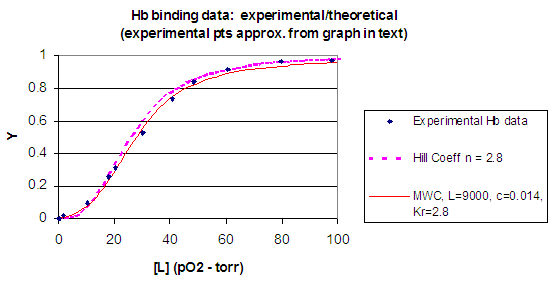 Hb binding data:  experimental/theoretical
(experimental pts approx. from graph in text)
1
0.8
0.6
0.4
0.2
0
Y
0
20
40
60
80
100
[L] (pO2 - torr)
Experimental Hb data
Hill Coeff n = 2.8
MWC, L=9000, c=0.014,
Kr=2.8